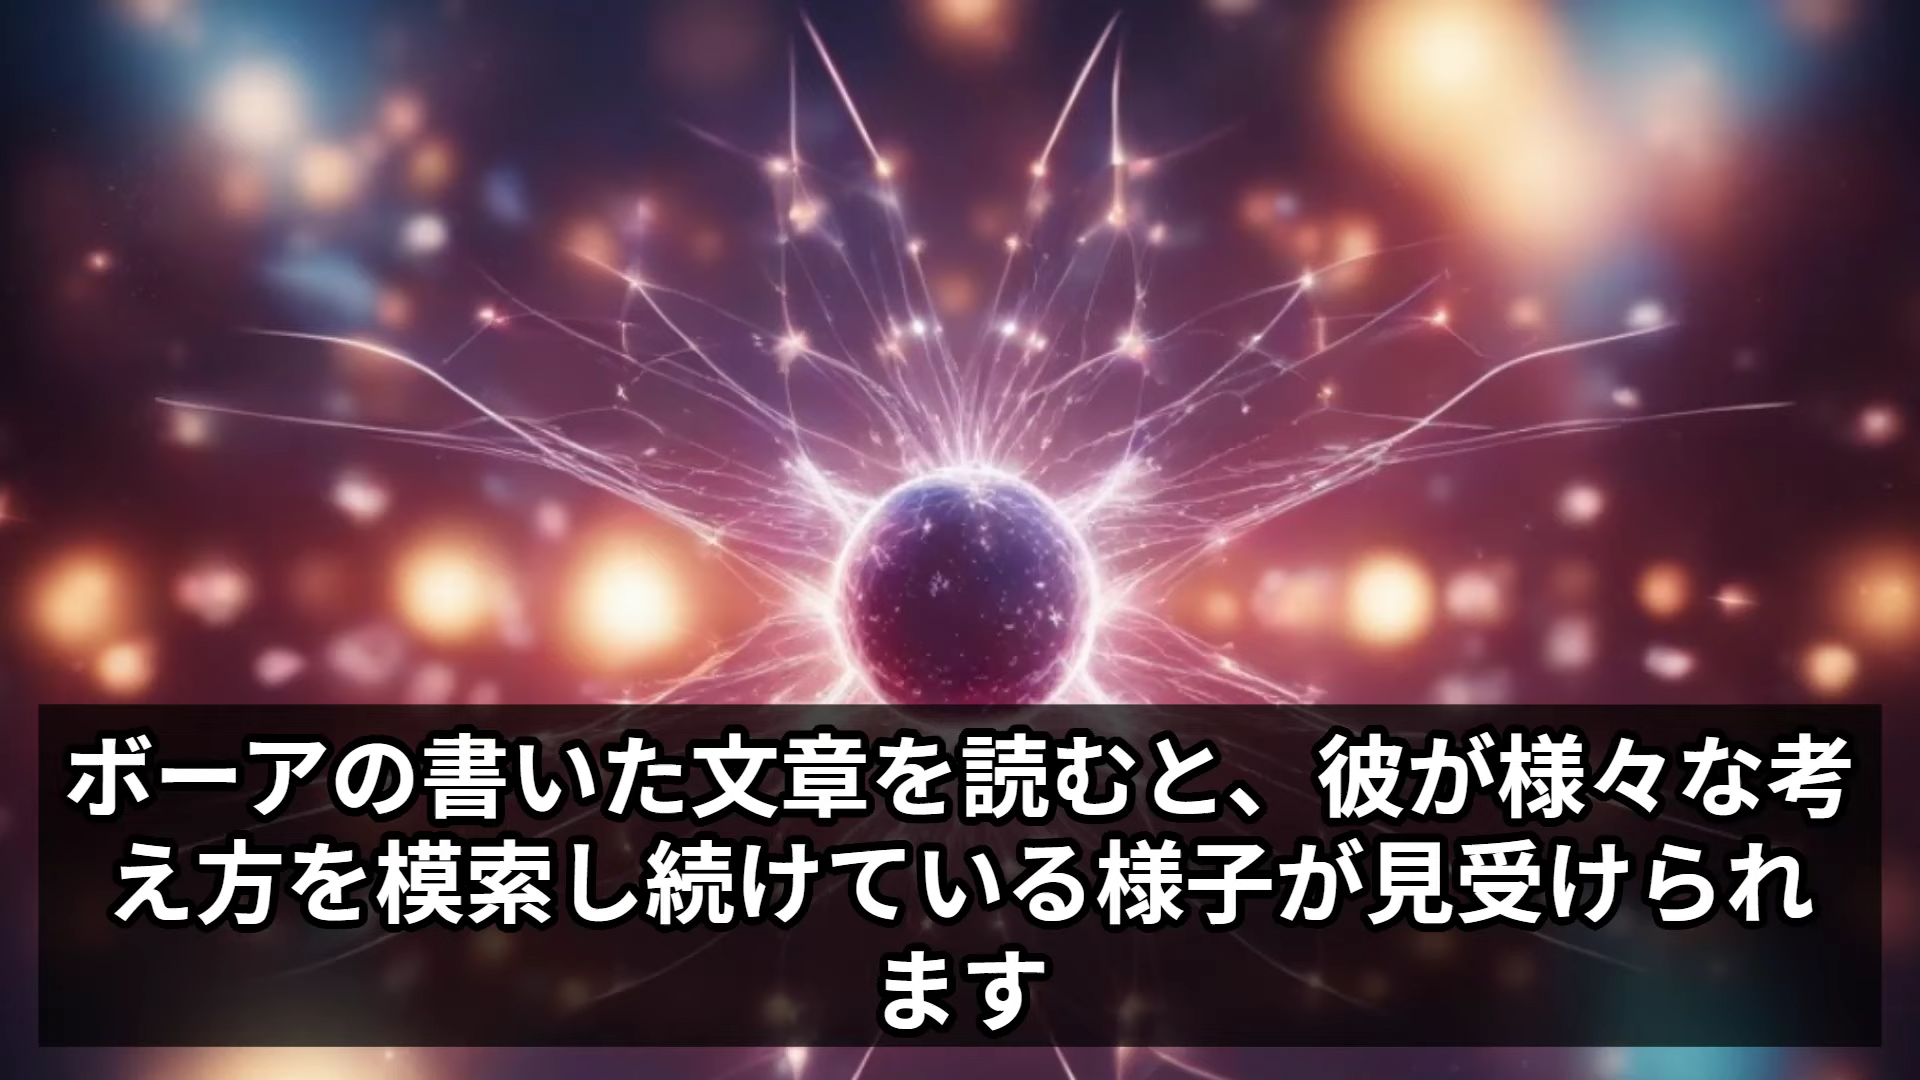 ボーアの書いた文章を読むと、彼が様々な考
え方を模索し続けている様子が見受けられ
ます